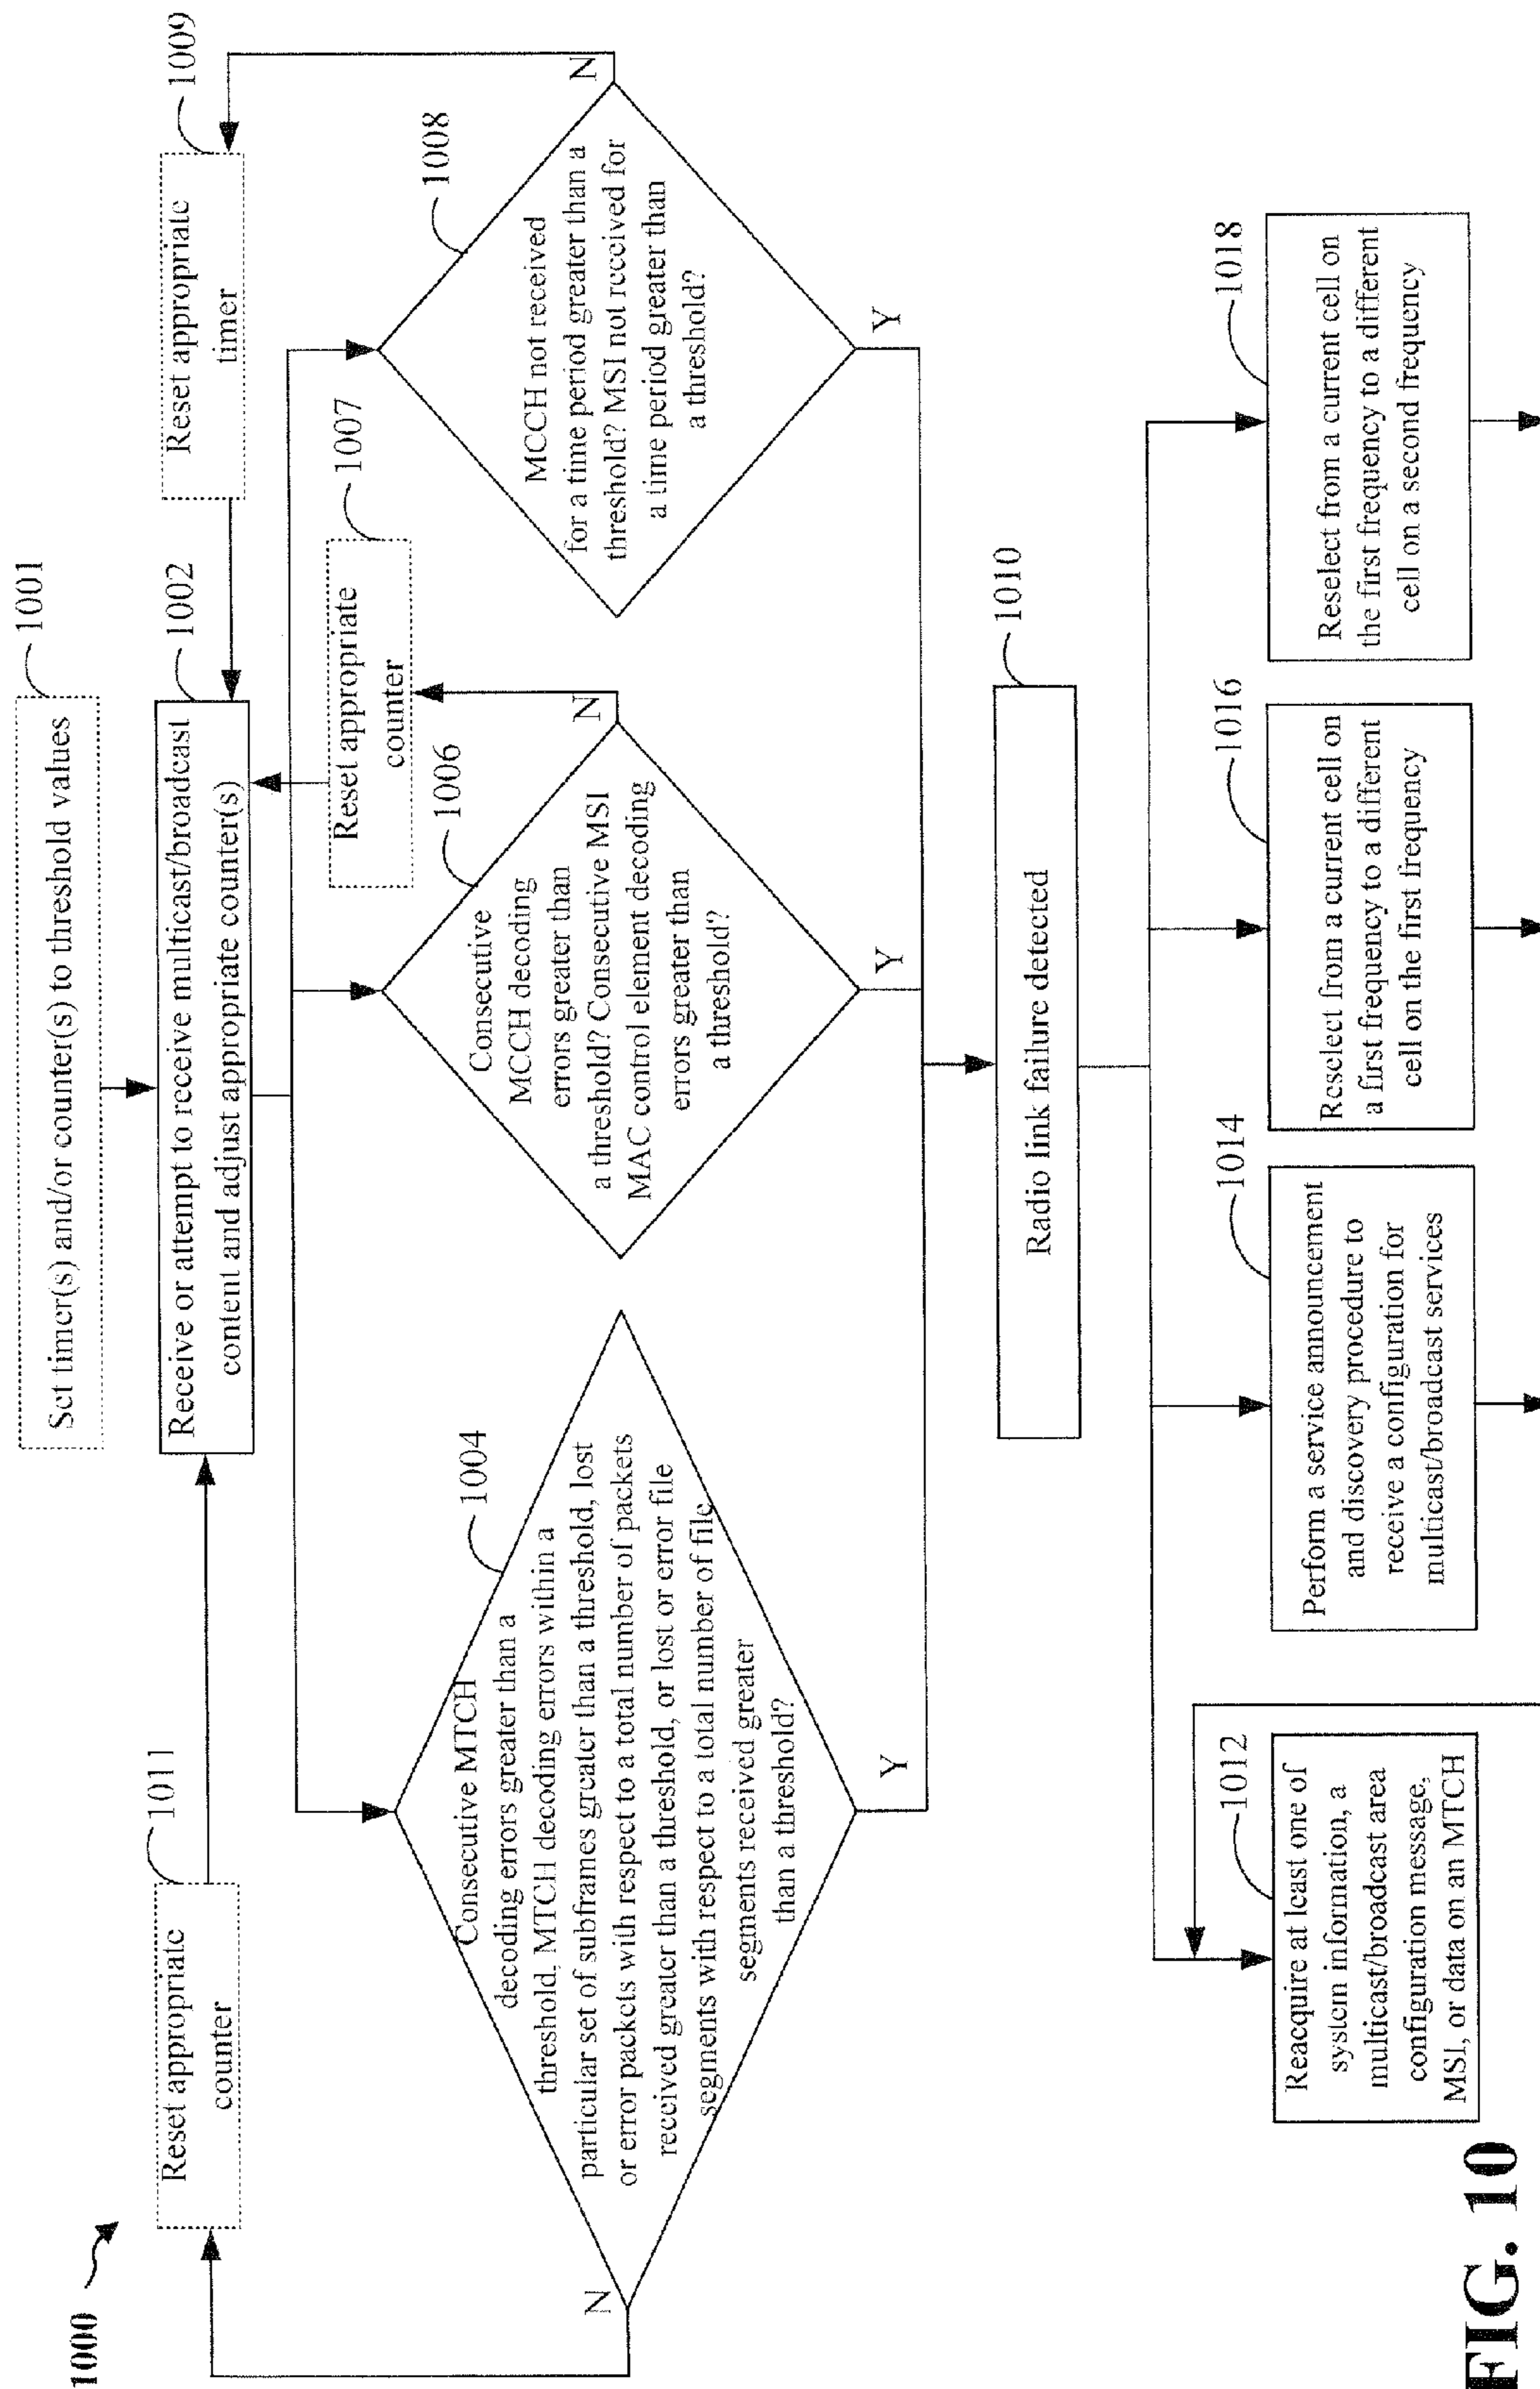 1000
1001
Set timer(s) and/or counter(s) to threshold values
1002
Receive or attempt to receive multicast/broadcast
content and adjust appropriate counter(s)
1011
Reset appropriate
counter
1009
Reset appropriate
timer
1007
Reset appropriate
counter
1004
Consecutive MTCH
decoding errors greater than a
threshold, MTCH decoding errors within a
particular set of subframes greater than a threshold, lost
or error packets with respect to total number of packets
received greater than a threshold, or lost or error file
segments with respect to a total number of file
segments received greater
than a threshold?
N
Y
1006
Consecutive
MCCH decoding
errors greater than
a threshold? Consecutive MSI
MAC control element decoding
errors greater than
a threshold?
N
Y
1008
MCCH not received
for a time period greater than a
threshold? MSI not received for
a time period greater than
a threshold?
N
Y
1010
Radio link failure detected
1012
Reacquire at least one of
system information, a
multicast/broadcast area
configuration message,
MSI, or data on an MTCH
1014
Perform a service announcement
and discovery procedure to
receive a configuration for
multicast/broadcast services
1016
Reselect from a current cell on
a first frequency to a different
cell on the first frequency
1018
Reselect from a current cell on
the first frequency to a different
cell on a second frequency
FIG. 10